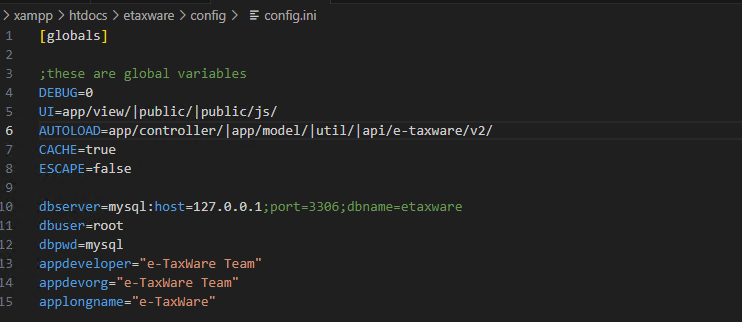 xampp > htdocs > etaxware > config > config.ini
1 [globals]
2
3 ;these are global variables
4 DEBUG=0
5 UI=app/view/|public/|public/js/
6 AUTOLOAD=app/controller/|app/model/|util/|api/e-taxware/v2/
7 CACHE=true
8 ESCAPE=false
9
10 dbserver=mysql:host=127.0.0.1;port=3306;dbname=etaxware
11 dbuser=root
12 dbpwd=mysql
13 appdeveloper="e-TaxWare Team"
14 appdevorg="e-TaxWare Team"
15 applongname="e-TaxWare"